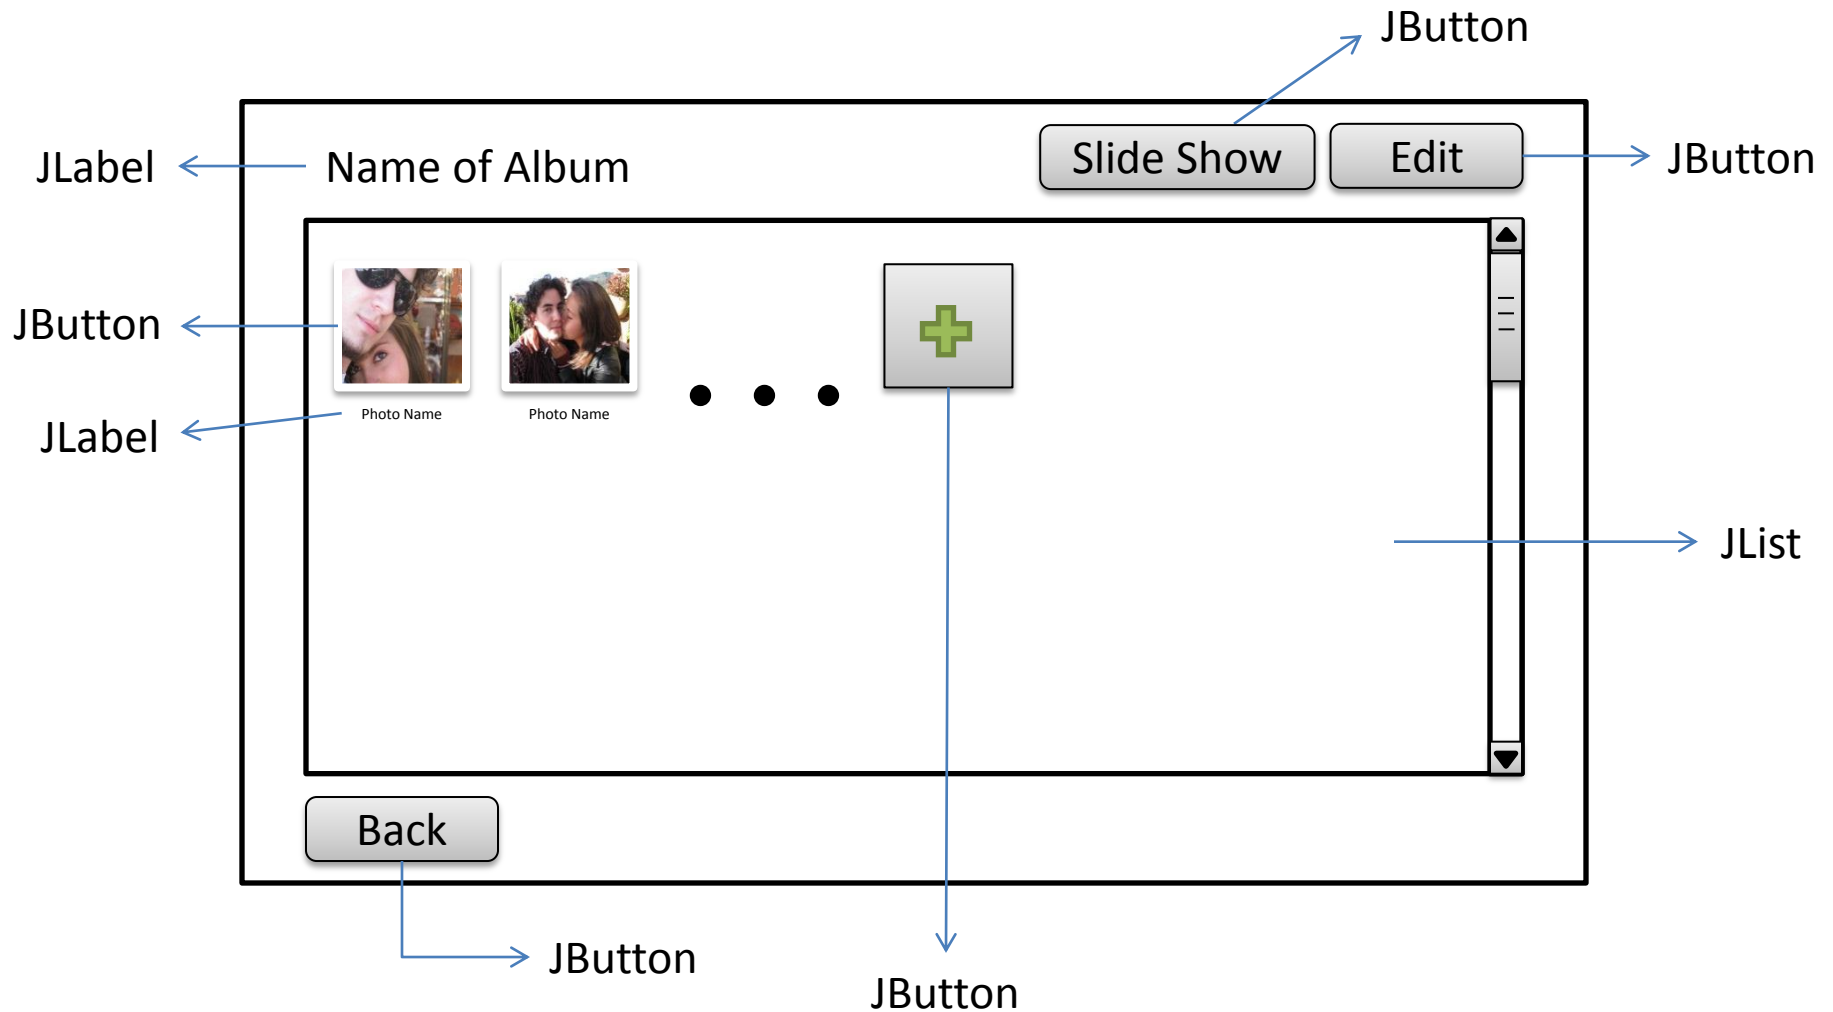 JButton
JLabel
Name of Album
Slide Show
Edit
JButton
JButton
Photo Name
Photo Name
JLabel
JList
Back
JButton
JButton